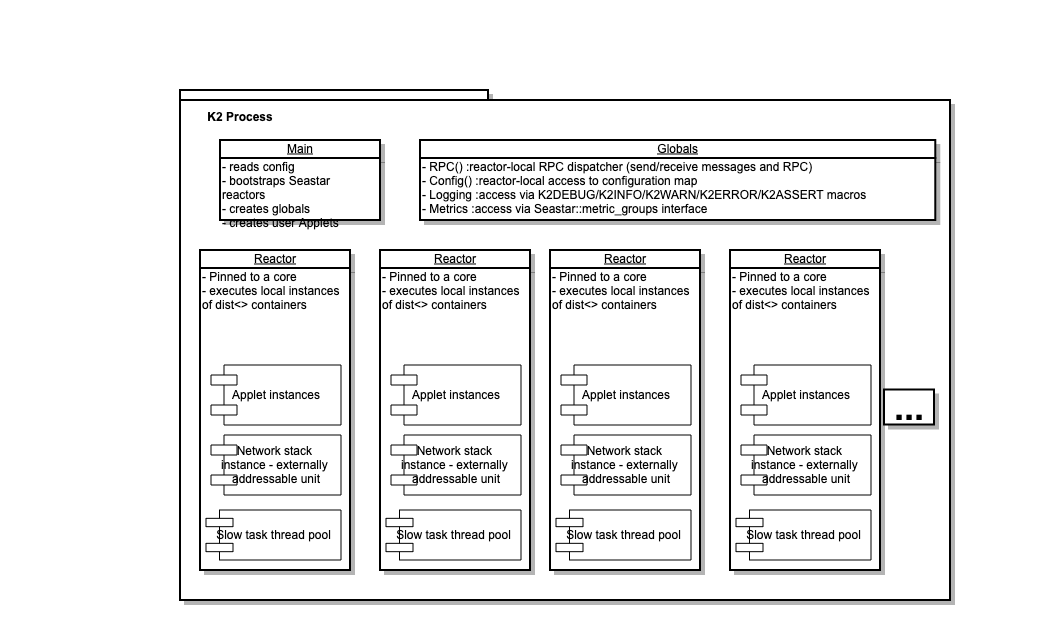 K2 Process
Main
- reads config
- bootstraps Seastar
reactors
- creates globals
- creates user Applets
Globals
- RPC() :reactor-local RPC dispatcher (send/receive messages and RPC)
- Config() :reactor-local access to configuration map
- Logging :access via K2DEBUG/K2INFO/K2WARN/K2ERROR/K2ASSERT macros
- Metrics :access via Seastar::metric_groups interface
Reactor
- Pinned to a core
- executes local instances
of dist<> containers
Applet instances
Network stack
instance - externally
addressable unit
Slow task thread pool
Reactor
- Pinned to a core
- executes local instances
of dist<> containers
Applet instances
Network stack
instance - externally
addressable unit
Slow task thread pool
Reactor
- Pinned to a core
- executes local instances
of dist<> containers
Applet instances
Network stack
instance - externally
addressable unit
Slow task thread pool
Reactor
- Pinned to a core
- executes local instances
of dist<> containers
Applet instances
Network stack
instance - externally
addressable unit
Slow task thread pool
...